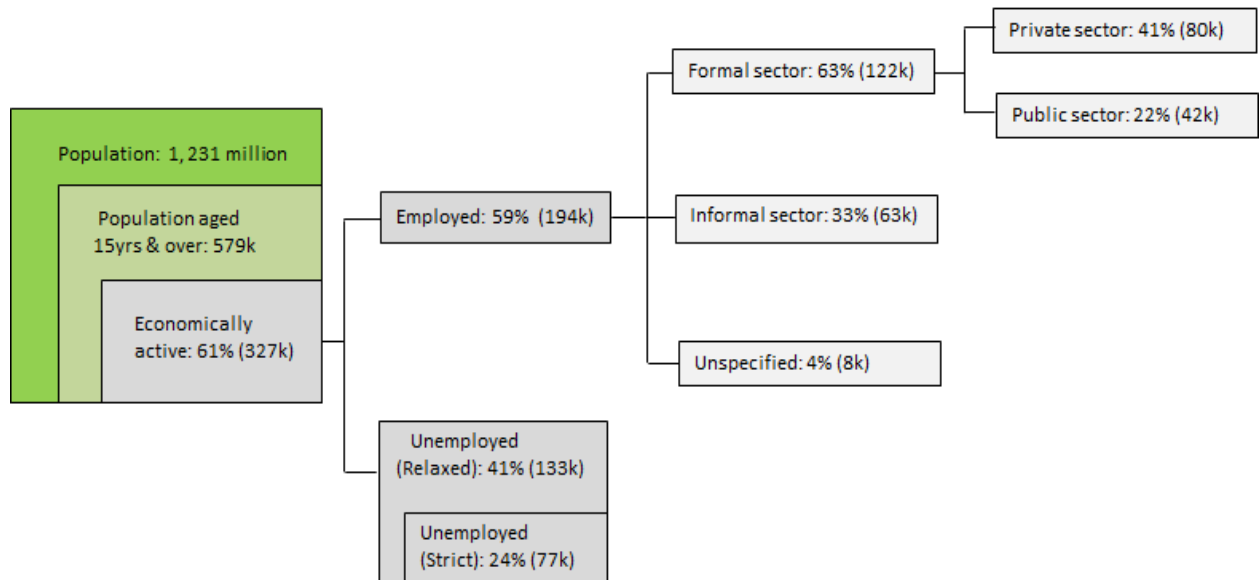 Population: 1, 231 million
Population aged
15yrs & over: 579k
Economically
active: 61% (327k)
Employed: 59% (194k)
Unemployed
(Relaxed): 41% (133k)
Unemployed
(Strict): 24% (77k)
Formal sector: 63% (122k)
Informal sector: 33% (63k)
Unspecified: 4% (8k)
Private sector: 41% (80k)
Public sector: 22% (42k)